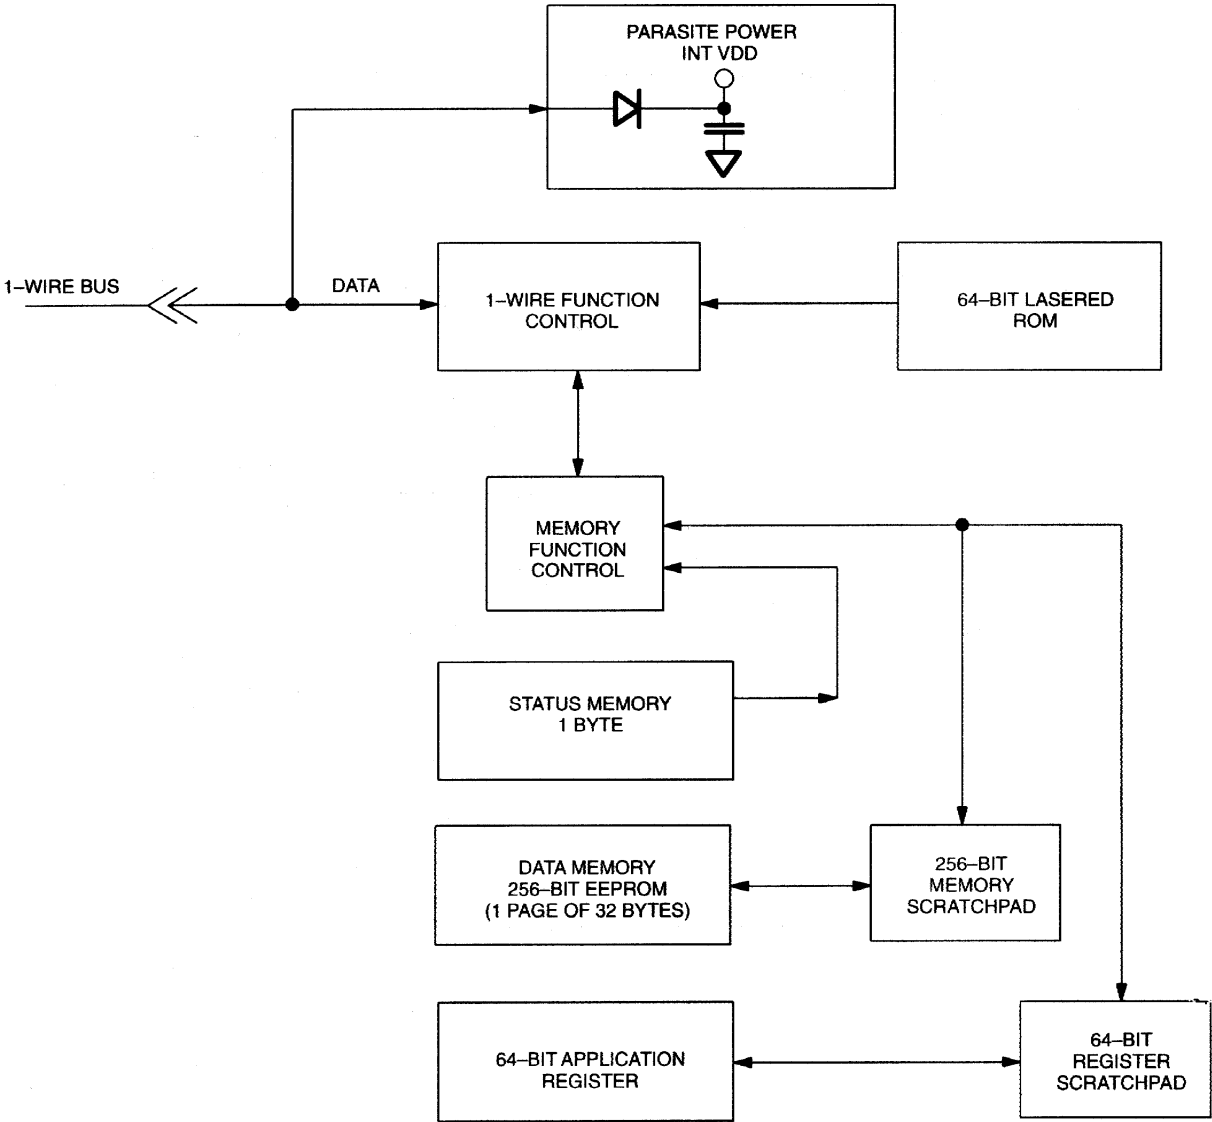 PARASITE POWER
INT VDD
1–WIRE BUS
DATA
1–WIRE FUNCTION
CONTROL
64–BIT LASERED
ROM
MEMORY
FUNCTION
CONTROL
STATUS MEMORY
1 BYTE
DATA MEMORY
256–BIT EEPROM
(1 PAGE OF 32 BYTES)
256–BIT
MEMORY
SCRATCHPAD
64–BIT APPLICATION
REGISTER
64–BIT
REGISTER
SCRATCHPAD